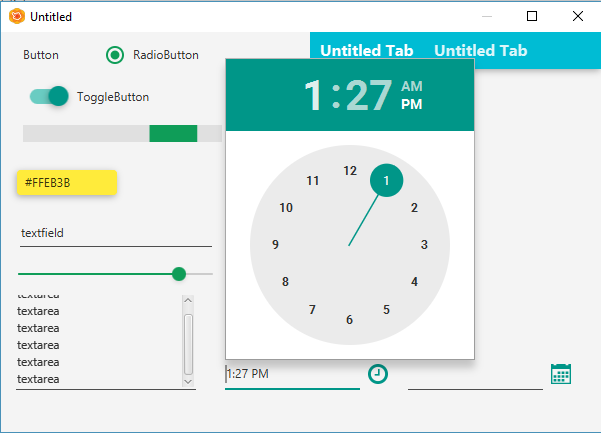 Untitled
Button
RadioButton
Untitled Tab
Untitled Tab
ToggleButton
#FFEB3B
textfield
textarea
textarea
textarea
textarea
textarea
textarea
1:27
AM
PM
12
1
2
3
4
5
6
7
8
9
10
11
1:27 PM